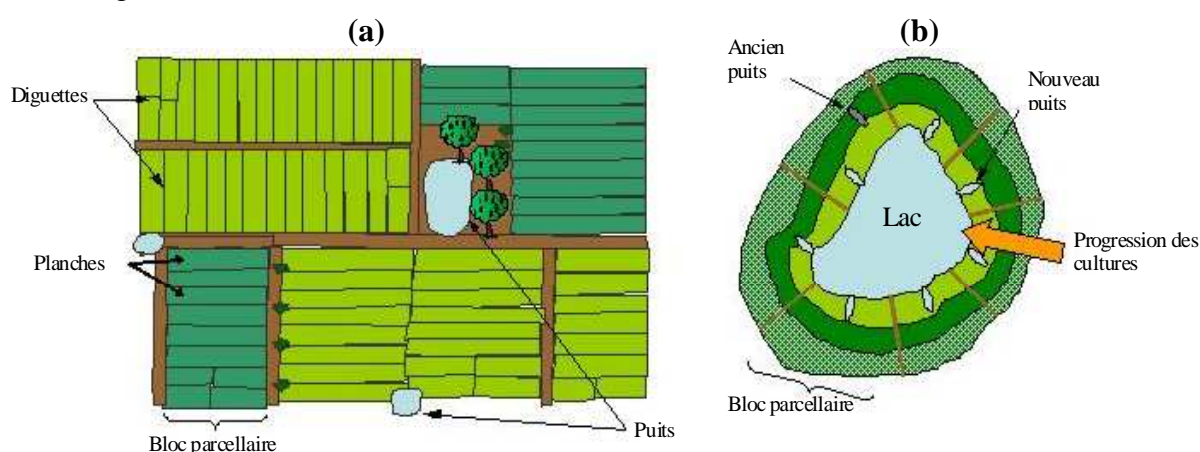 (a)
(b)
Diguettes
Planches
Bloc parcellaire
Puits
Ancien
puits
Nouveau
puits
Lac
Progression des
cultures
Bloc parcellaire